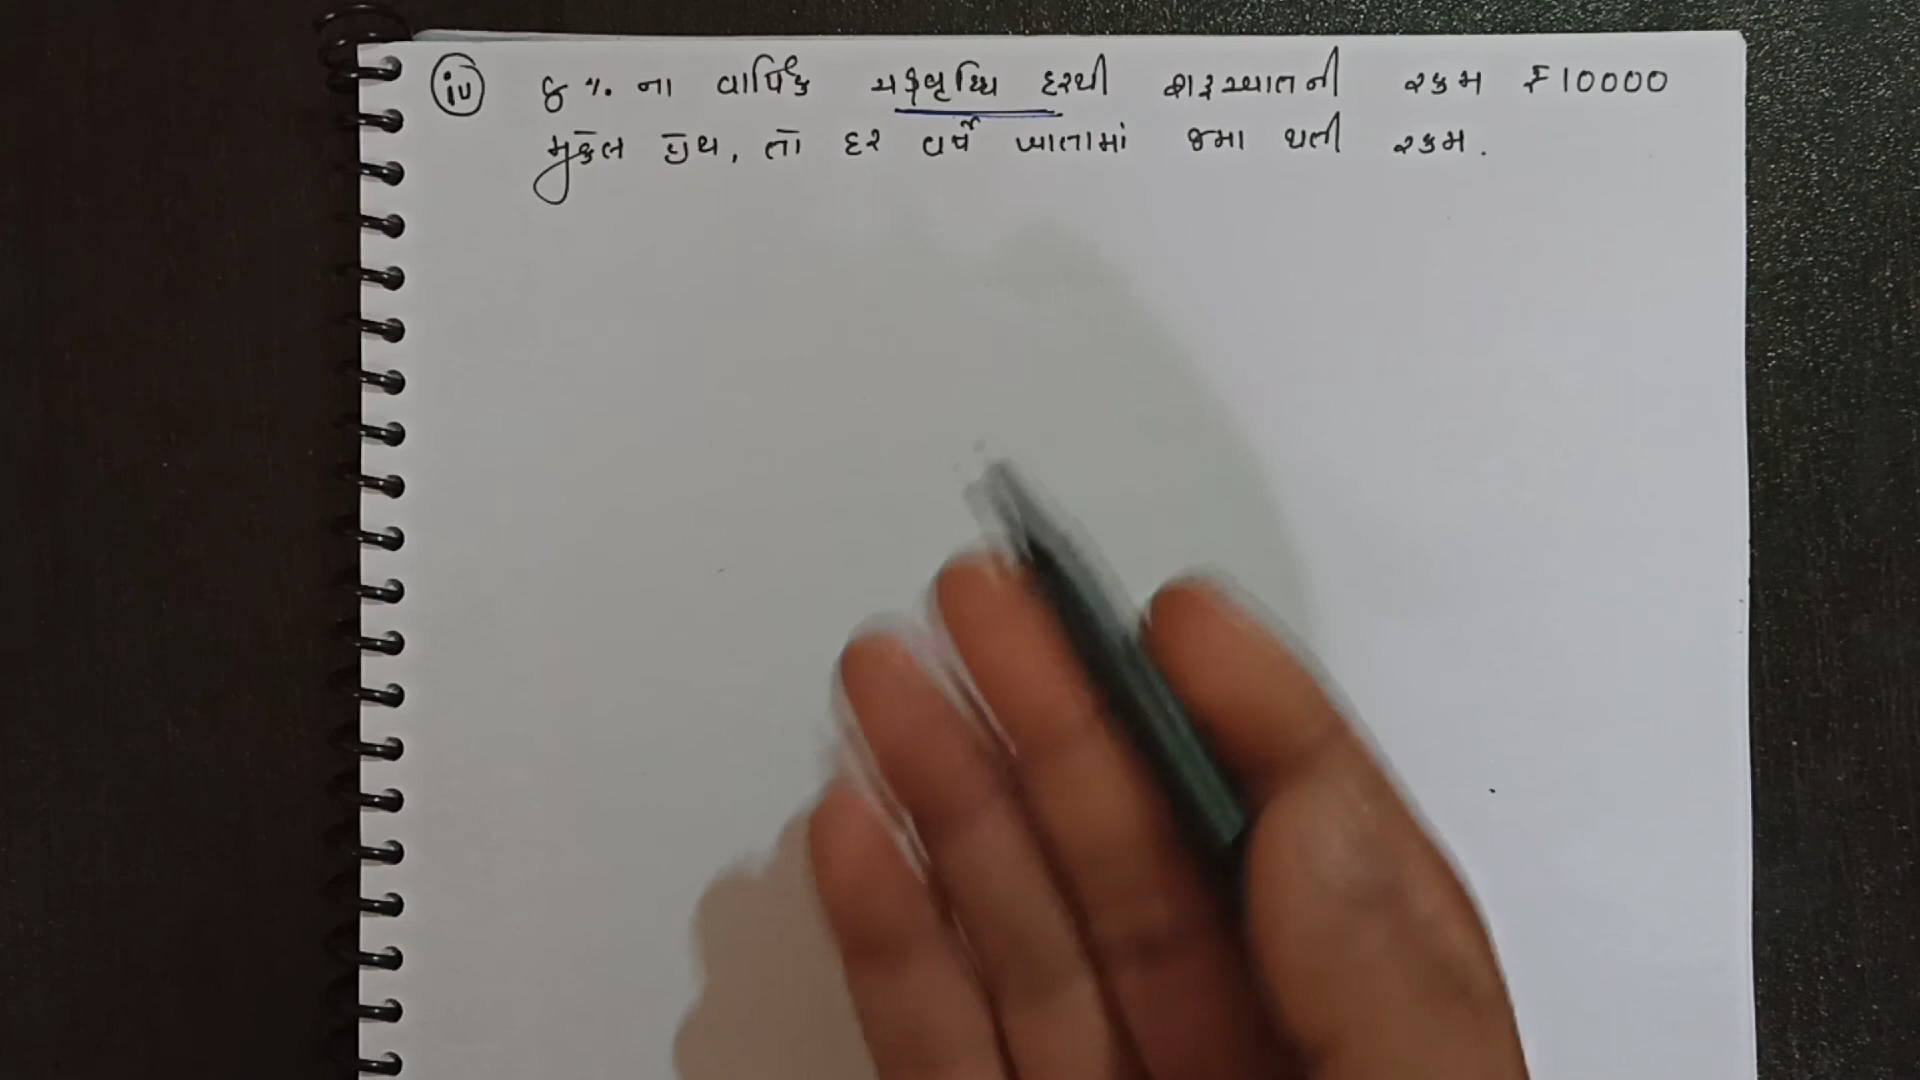 (iv) 8 % ના વાર્ષિક ચક્રવૃધ્ધિ દરથી શરૂઆતની રકમ ₹ 10000
મુકેલ હોય, તો દર વર્ષે ખાતામાં જમા થતી રકમ.